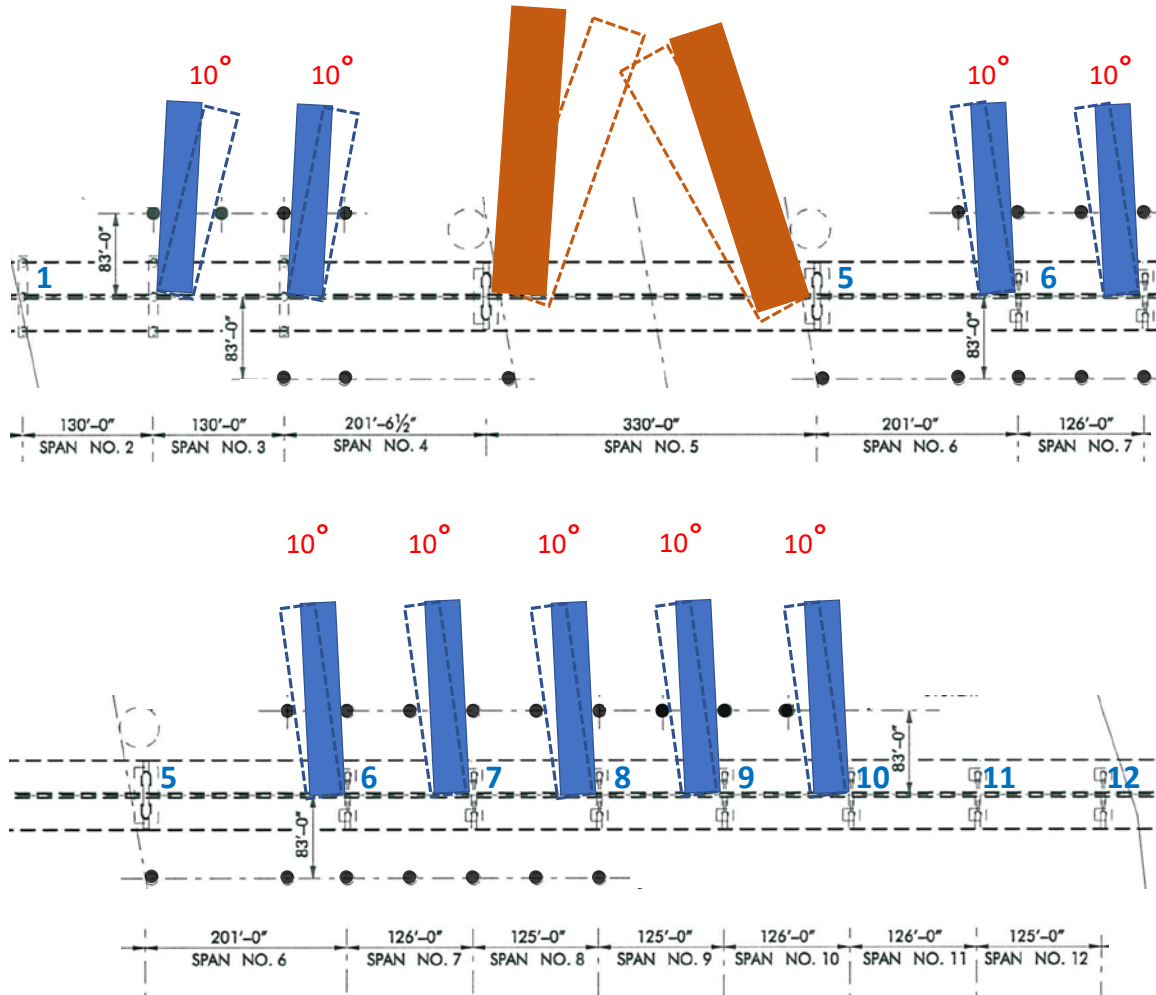 10°
10°
10°
10°
83'-0"
1
5
6
83'-0"
83'-0"
130'-0"
130'-0"
201'-6½"
330'-0"
201'-0"
126'-0"
SPAN NO. 2
SPAN NO. 3
SPAN NO. 4
SPAN NO. 5
SPAN NO. 6
SPAN NO. 7
10°
10°
10°
10°
10°
83'-0"
5
6
7
8
9
10
11
12
83'-0"
201'-0"
126'-0"
125'-0"
125'-0"
126'-0"
126'-0"
125'-0"
SPAN NO. 6
SPAN NO. 7
SPAN NO. 8
SPAN NO. 9
SPAN NO. 10
SPAN NO. 11
SPAN NO. 12